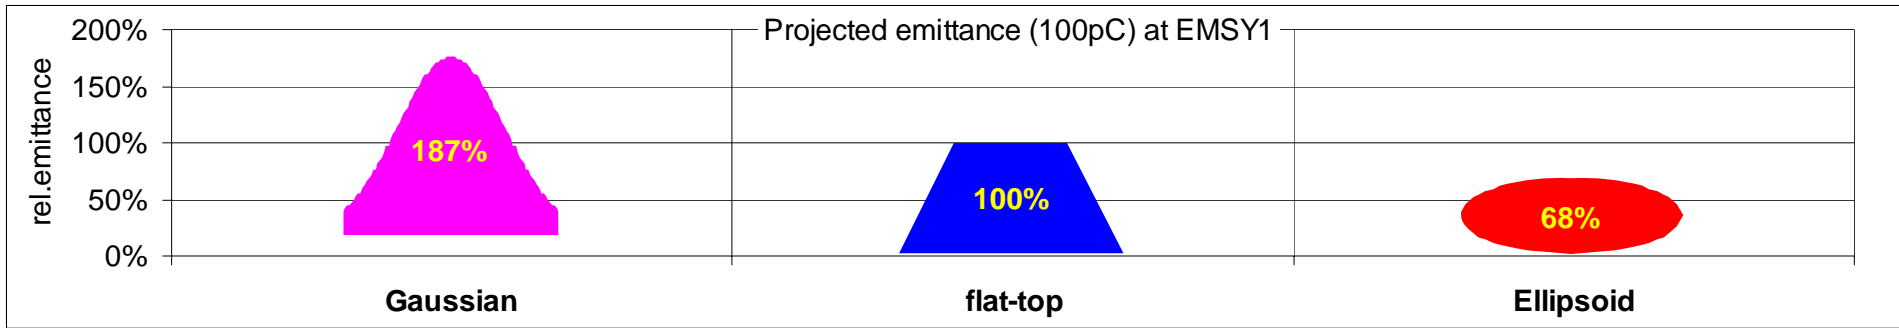 Projected emittance (100pC) at EMSY1
rel.emittance
200%
150%
100%
50%
0%
187%
100%
68%
Gaussian
flat-top
Ellipsoid